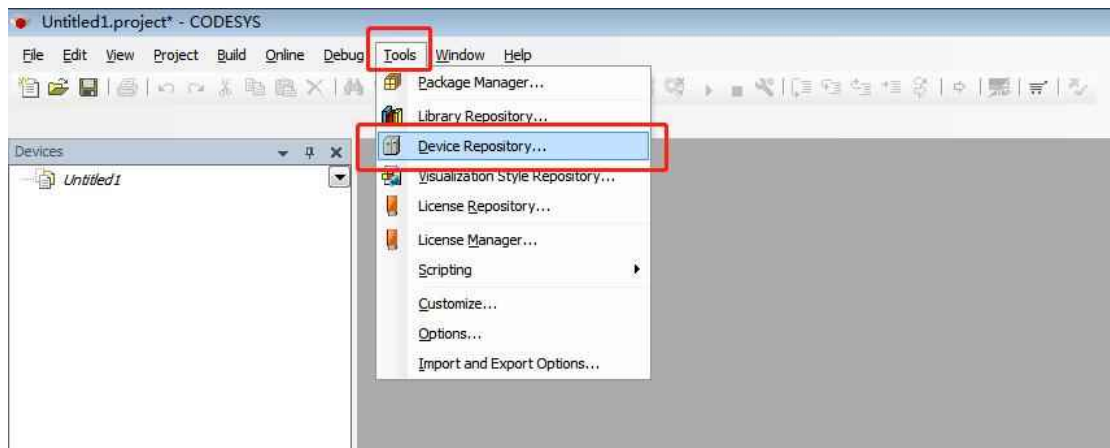 Untitled1.project* - CODESYS
File Edit View Project Build Online Debug Tools Window Help
Package Manager...
Library Repository...
Devices
Device Repository...
Untitled1
Visualization Style Repository...
License Repository...
License Manager...
Scripting
Customize...
Options...
Import and Export Options...